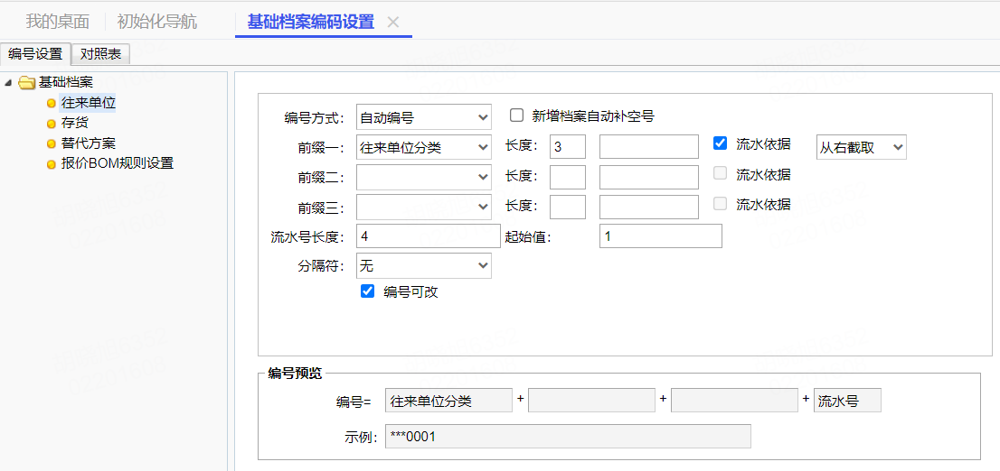 我的桌面 初始化导航 基础档案编码设置
编号设置 对照表
基础档案
往来单位
存货
替代方案
报价BOM规则设置
编号方式: 自动编号 新增档案自动补空号
前缀一: 往来单位分类 长度: 3 流水依据 从右截取
前缀二: 长度: 流水依据
前缀三: 长度: 流水依据
流水号长度: 4 起始值: 1
分隔符: 无
编号可改
编号预览
编号= 往来单位分类 + + + 流水号
示例: ***0001